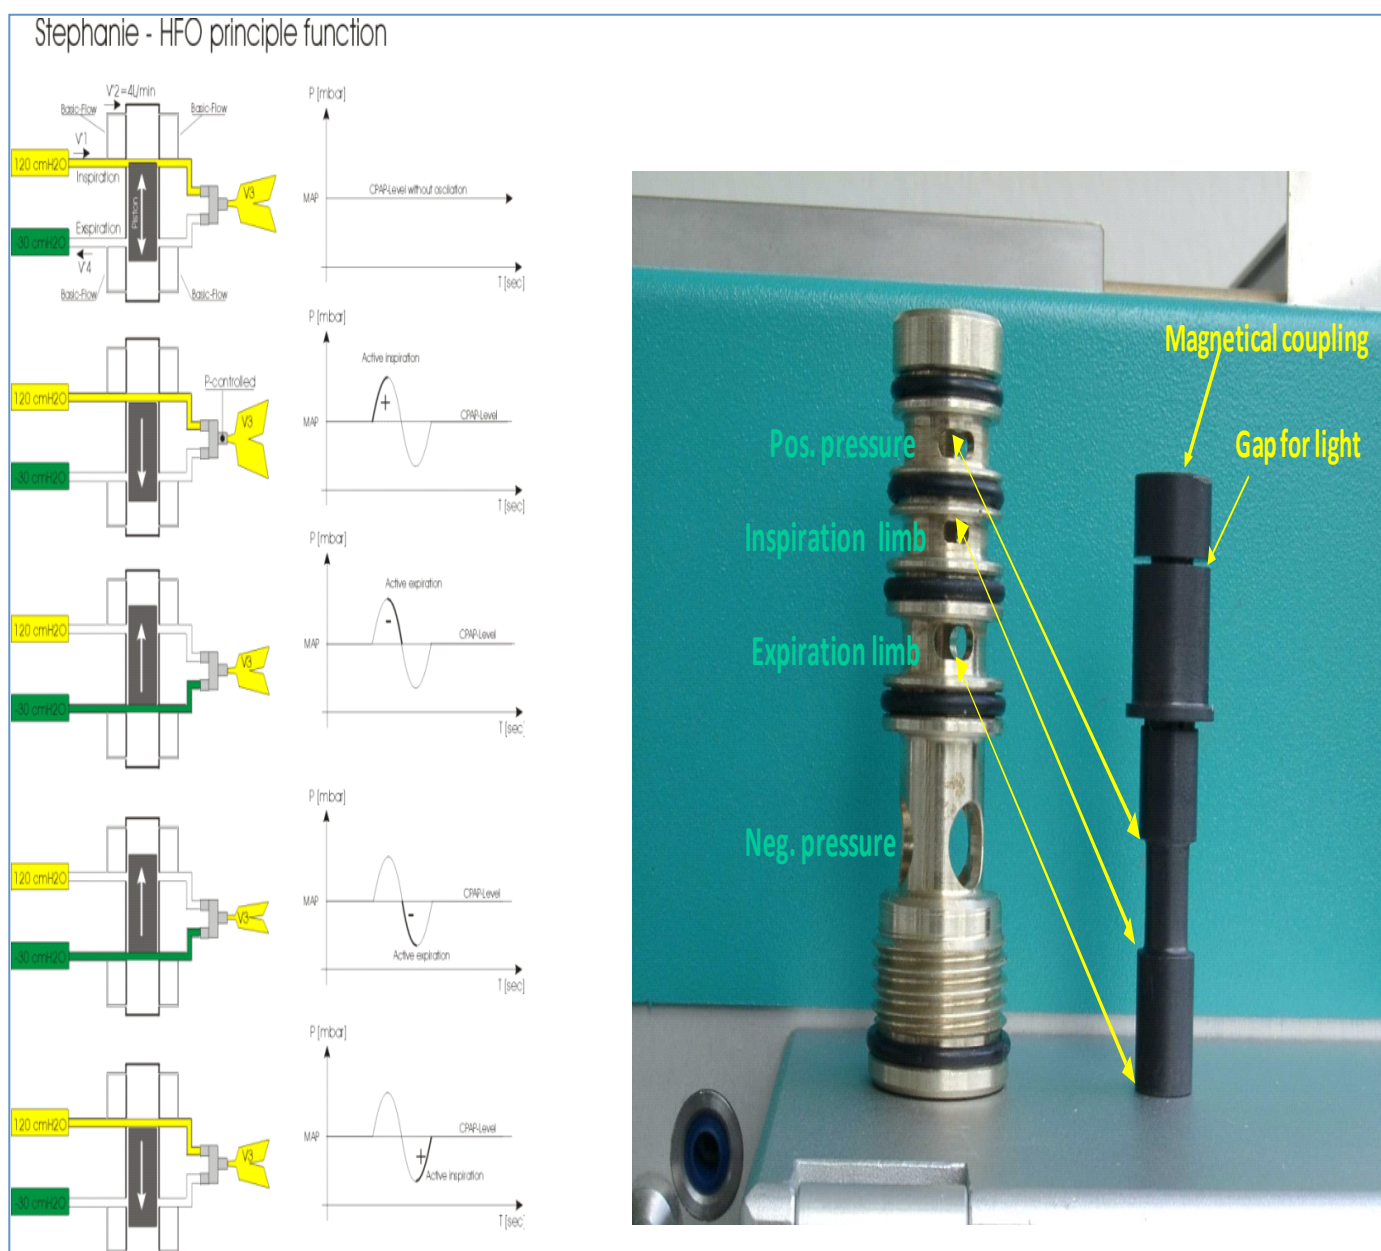 Stephanie - HFO principle function
V'2 =4L/min
Basic-Flow
Basic-Flow
V'1
120 cmH2O
Inspiration
Piston
V3
Exspiration
-30 cmH2O
V'4
Basic-Flow
Basic-Flow
P [mbar]
CPAP-Level without oscilation
MAP
T [sec]
P-controlled
120 cmH2O
V3
-30 cmH2O
P [mbar]
Active inspiration
+
MAP
CPAP-Level
T [sec]
120 cmH2O
V3
-30 cmH2O
P [mbar]
Active expiration
-
MAP
CPAP-Level
T [sec]
120 cmH2O
V3
-30 cmH2O
P [mbar]
MAP
CPAP-Level
-
Active expiration
T [sec]
120 cmH2O
V3
-30 cmH2O
P [mbar]
MAP
CPAP-Level
+
Active inspiration
T [sec]
Magnetical coupling
Pos. pressure
Gap for light
Inspiration limb
Expiration limb
Neg. pressure